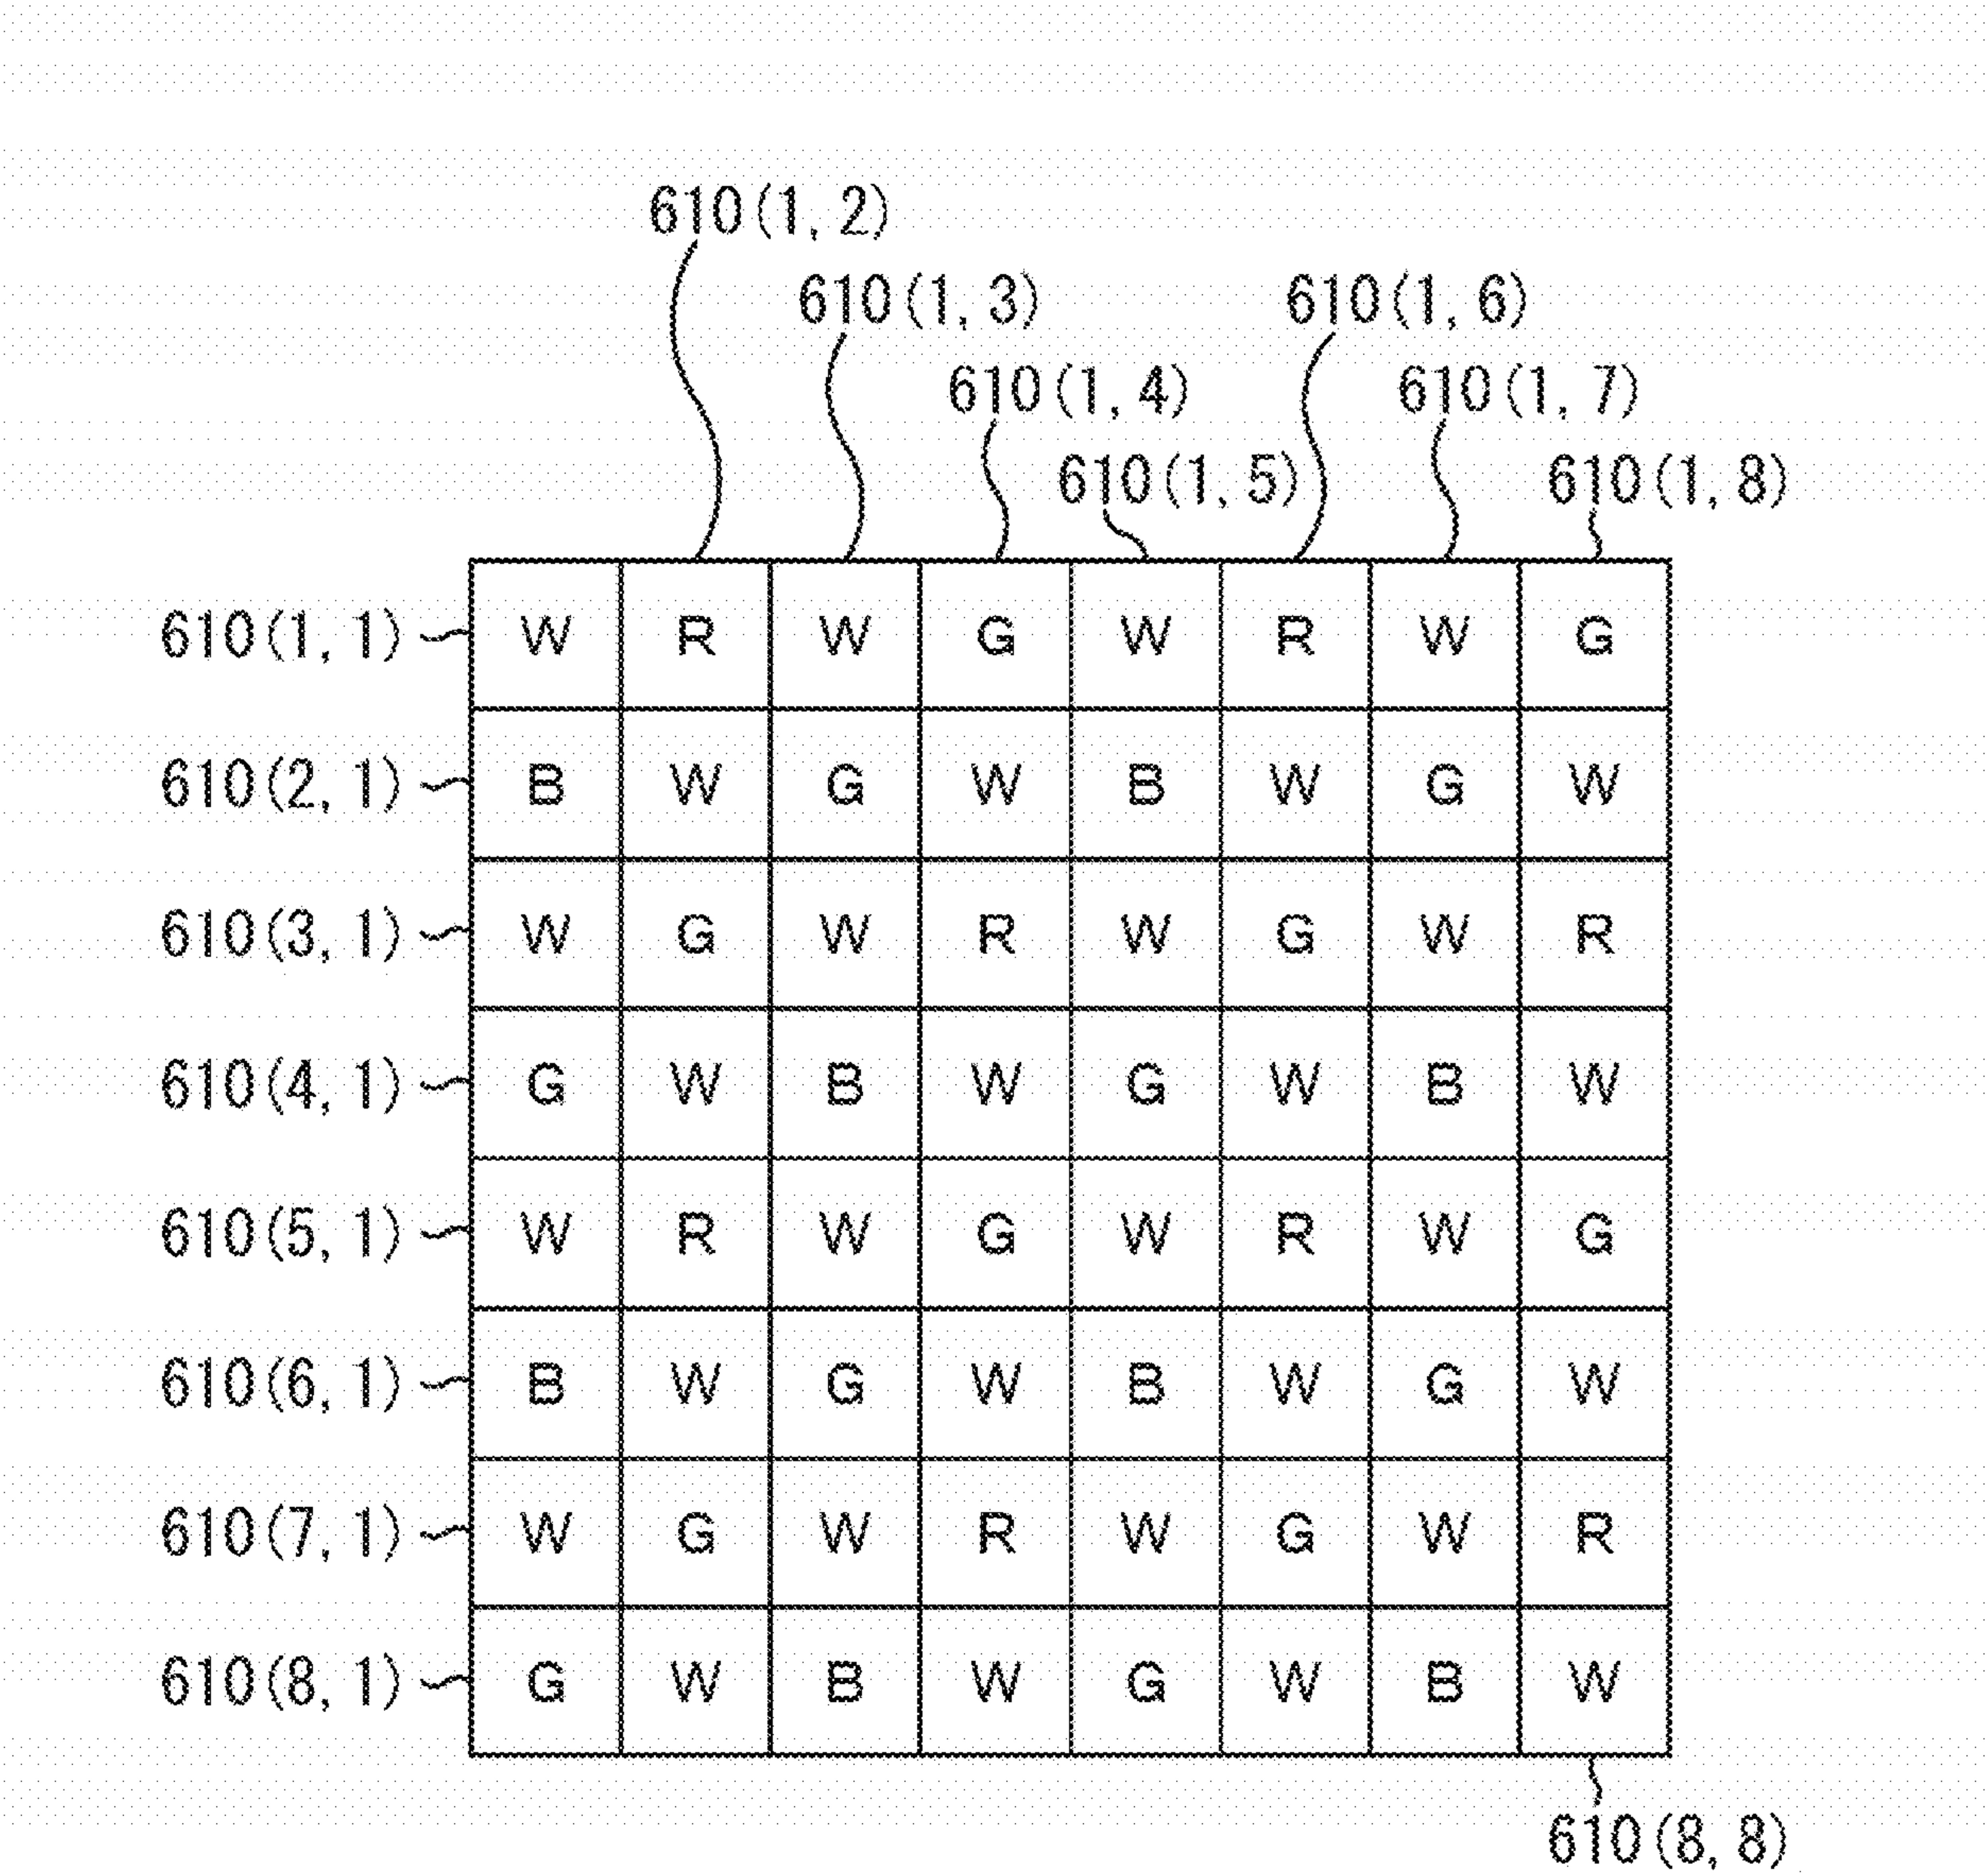 610(1, 2)
610(1, 3) 610(1, 6)
610(1, 4) 610(1, 7)
610(1, 5) 610(1, 8)
610(1, 1) W R W G W R W G
610(2, 1) B W G W B W G W
610(3, 1) W G W R W G W R
610(4, 1) G W B W G W B W
610(5, 1) W R W G W R W G
610(6, 1) B W G W B W G W
610(7, 1) W G W R W G W R
610(8, 1) G W B W G W B W
610(8, 8)